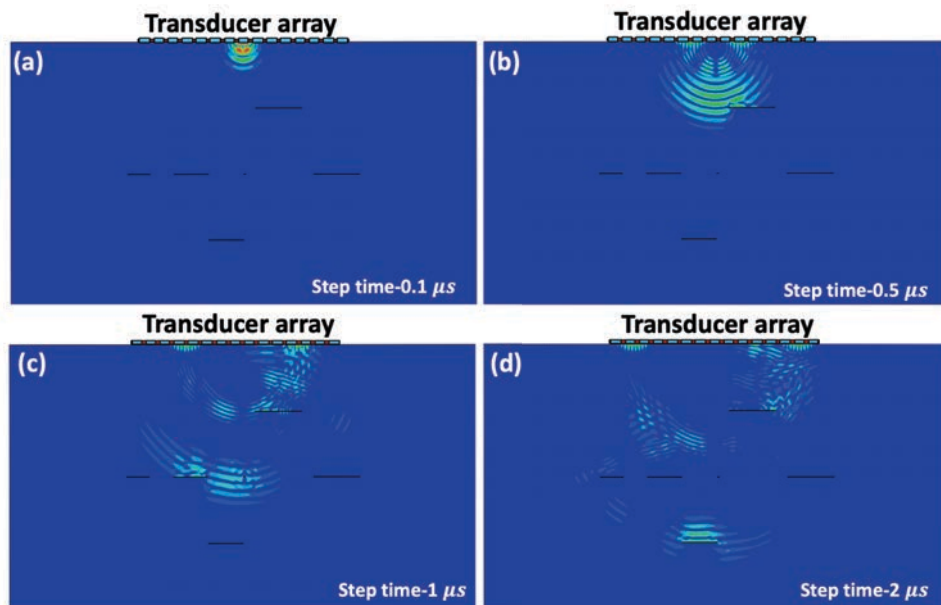 Transducer array
(a)
Step time-0.1 μs
Transducer array
(b)
Step time-0.5 μs
Transducer array
(c)
Step time-1 μs
Transducer array
(d)
Step time-2 μs